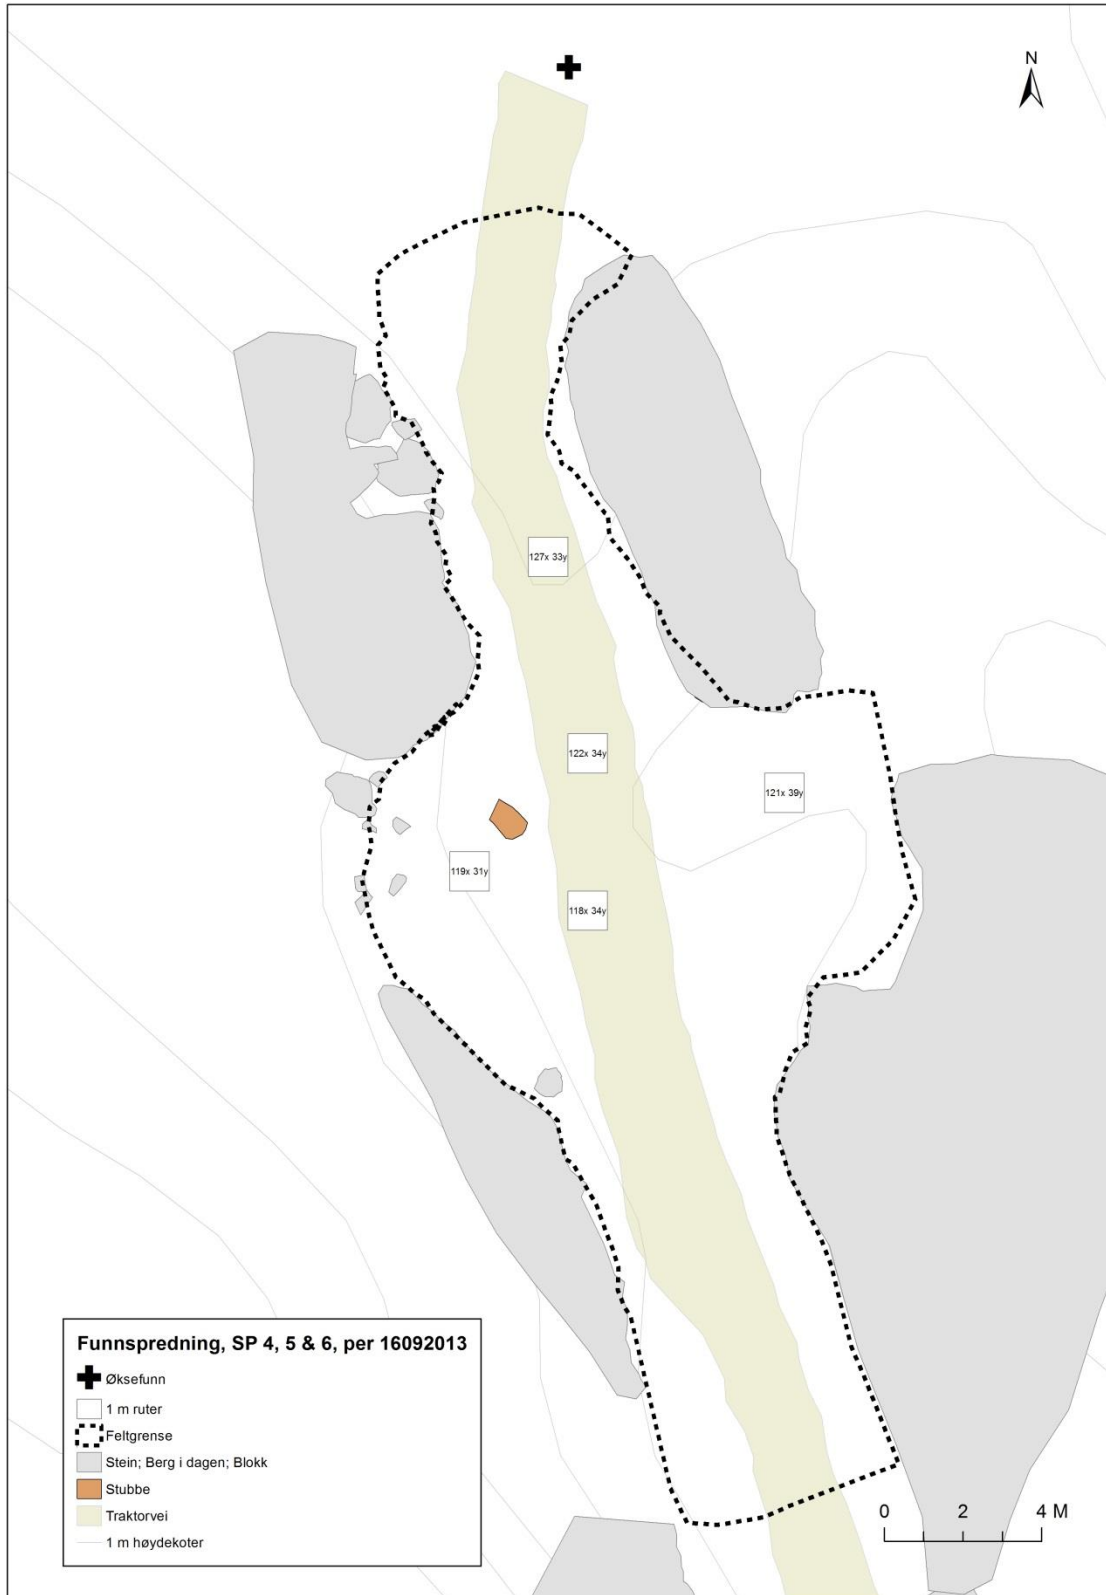 N
127x 33y
122x 34y
121x 39y
119x 31y
118x 34y
Funnspredning, SP 4, 5 & 6, per 16092013
Øksefunn
1 m ruter
Feltgrense
Stein; Berg i dagen; Blokk
Stubbe
Traktorvei
1 m høydekoter
0 2 4 M